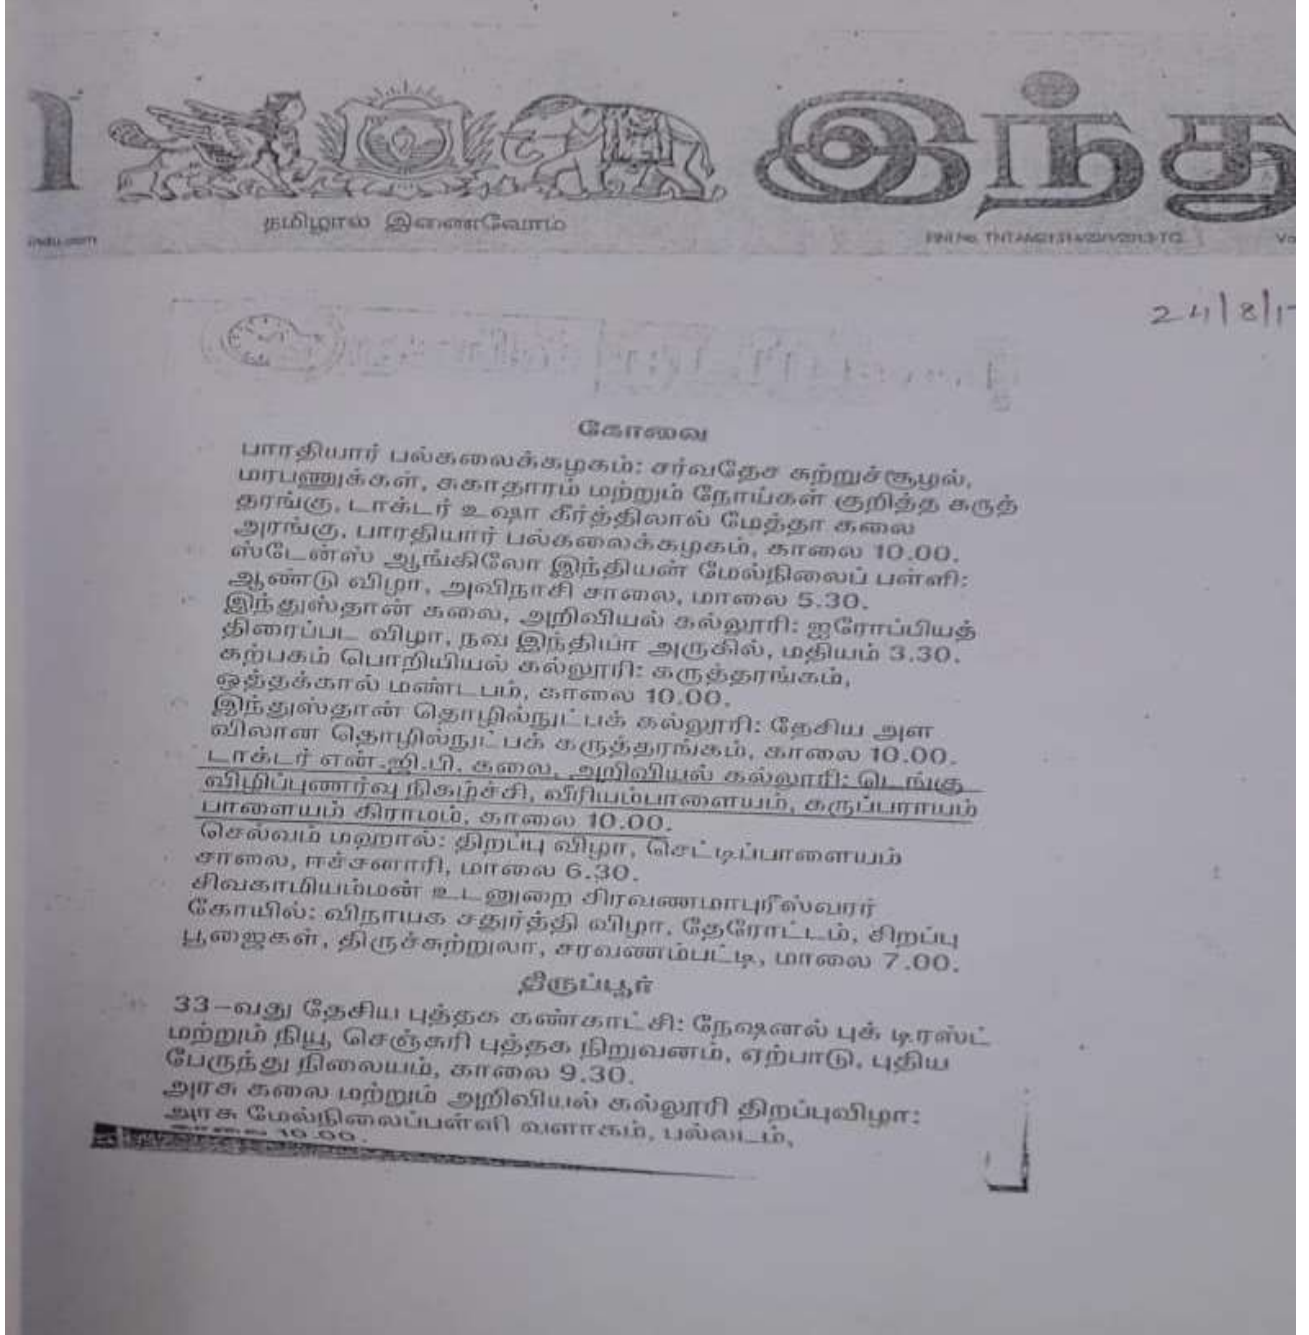 இந்த
தமிழால் இணைவோம்
24/8/1
கோவை
பாரதியார் பல்கலைக்கழகம்: சர்வதேச சுற்றுச்சூழல்,
மரபணுக்கள், சுகாதாரம் மற்றும் நோய்கள் குறித்த கருத்
தரங்கு, டாக்டர் உஷா கீர்த்திலால் மேத்தா கலை
அரங்கு, பாரதியார் பல்கலைக்கழகம், காலை 10.00.
ஸ்டேன்ஸ் ஆங்கிலோ இந்தியன் மேல்நிலைப் பள்ளி:
ஆண்டு விழா, அவிநாசி சாலை, மாலை 5.30.
இந்துஸ்தான் கலை, அறிவியல் கல்லூரி: ஐரோப்பியத்
திரைப்பட விழா, நவ இந்தியா அருகில், மதியம் 3.30.
கற்பகம் பொறியியல் கல்லூரி: கருத்தரங்கம்,
ஒத்தக்கால் மண்டபம், காலை 10.00.
இந்துஸ்தான் தொழில்நுட்பக் கல்லூரி: தேசிய அள
விலான தொழில்நுட்பக் கருத்தரங்கம், காலை 10.00.
டாக்டர் என்.ஜி.பி. கலை, அறிவியல் கல்லூரி: டெங்கு
விழிப்புணர்வு நிகழ்ச்சி, வீரியம்பாளையம், கருப்பராயம்
பாளையம் கிராமம், காலை 10.00.
செல்வம் மஹால்: திறப்பு விழா, செட்டிப்பாளையம்
சாலை, ஈச்சனாரி, மாலை 6.30.
சிவகாமியம்மன் உடனுறை சிரவணமாபுரீஸ்வரர்
கோயில்: விநாயக சதுர்த்தி விழா, தேரோட்டம், சிறப்பு
பூஜைகள், திருச்சுற்றுலா, சரவணம்பட்டி, மாலை 7.00.
திருப்பூர்
33-வது தேசிய புத்தக கண்காட்சி: நேஷனல் புக் டிரஸ்ட்
மற்றும் நியூ செஞ்சுரி புத்தக நிறுவனம், ஏற்பாடு, புதிய
பேருந்து நிலையம், காலை 9.30.
அரசு கலை மற்றும் அறிவியல் கல்லூரி திறப்புவிழா:
அரசு மேல்நிலைப்பள்ளி வளாகம், பல்லடம்,
காலை 10.00.